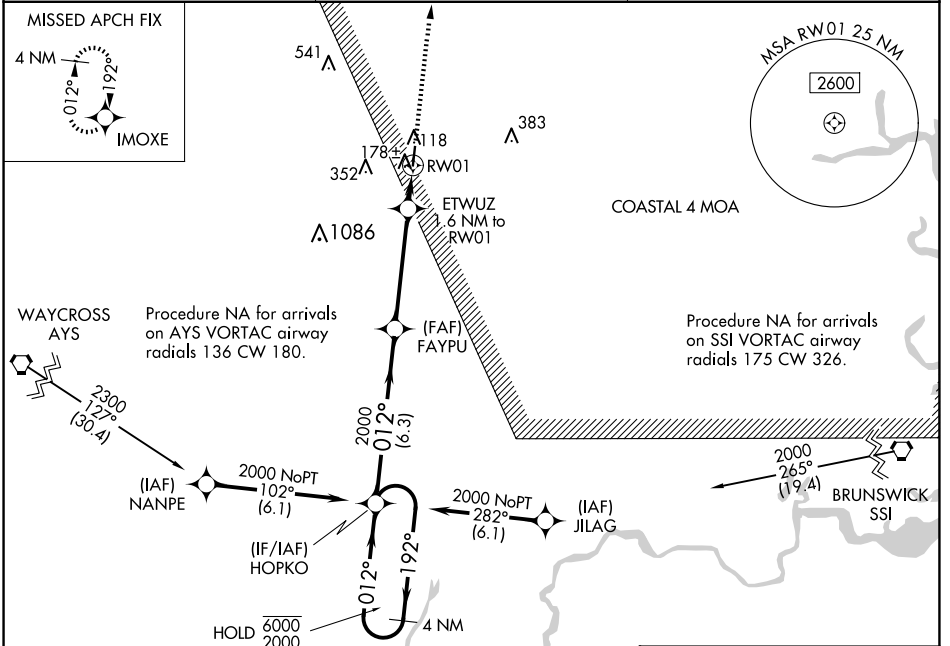 MISSED APCH FIX
4 NM
012°
192°
IMOXE
541
118
383
178±
352
RW01
ETWUZ
1.6 NM to
RW01
1086
MSA RW01 25 NM
2600
COASTAL 4 MOA
WAYCROSS
AYS
Procedure NA for arrivals
on AYS VORTAC airway
radials 136 CW 180.
(FAF)
FAYPU
Procedure NA for arrivals
on SSI VORTAC airway
radials 175 CW 326.
2300
127°
(30.4)
2000
012°
(6.3)
(IAF)
NANPE
2000 NoPT
102°
(6.1)
2000 NoPT
282°
(6.1)
(IAF)
JILAG
2000
265°
(19.4)
BRUNSWICK
SSI
(IF/IAF)
HOPKO
012°
192°
HOLD 6000
2000
4 NM